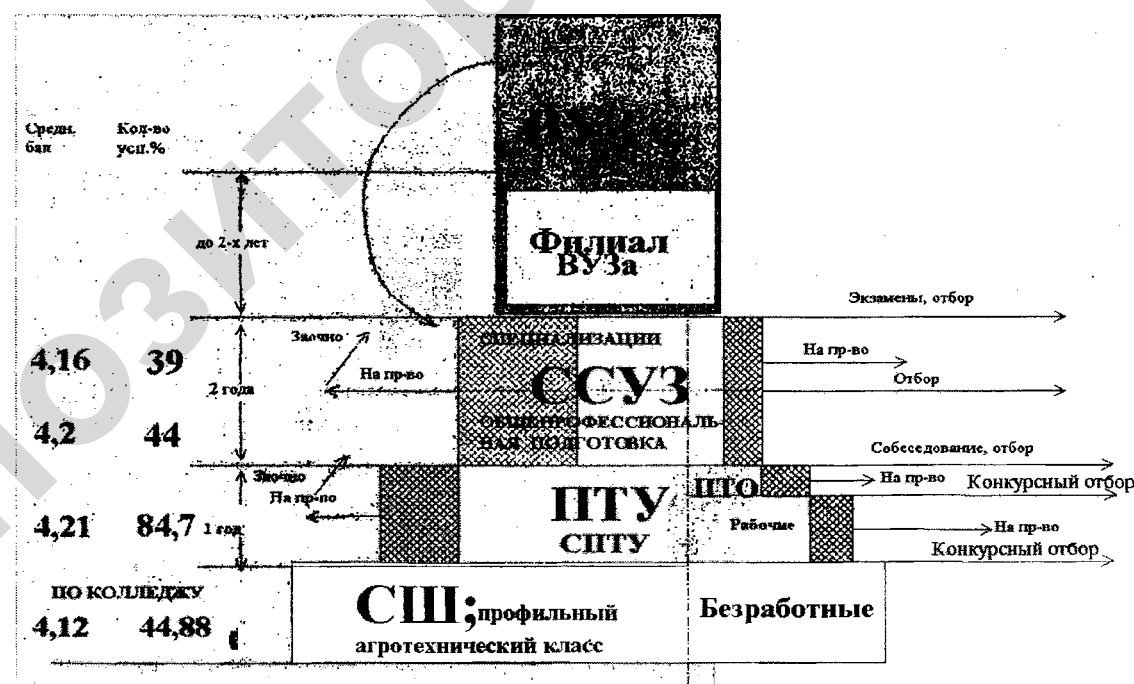 Средн. Кол-во
бал усп.%
до 2-х лет
Филиал
ВУЗа
Экзамены, отбор
Заочно
СПЕЦИАЛИЗАЦИИ
На пр-во
4,16 39
2 года
На пр-во
ССУЗ
Отбор
4,2 44
ОБЩЕПРОФЕССИОНАЛЬ-
НАЯ ПОДГОТОВКА
Собеседование, отбор
Заочно
На пр-во
ПТО
На пр-во
Конкурсный отбор
4,21 84,7
1 год
ПТУ
СПТУ
Рабочие
На пр-во
Конкурсный отбор
ПО КОЛЛЕДЖУ
4,12 44,88
СШ; профильный
агротехнический класс
Безработные